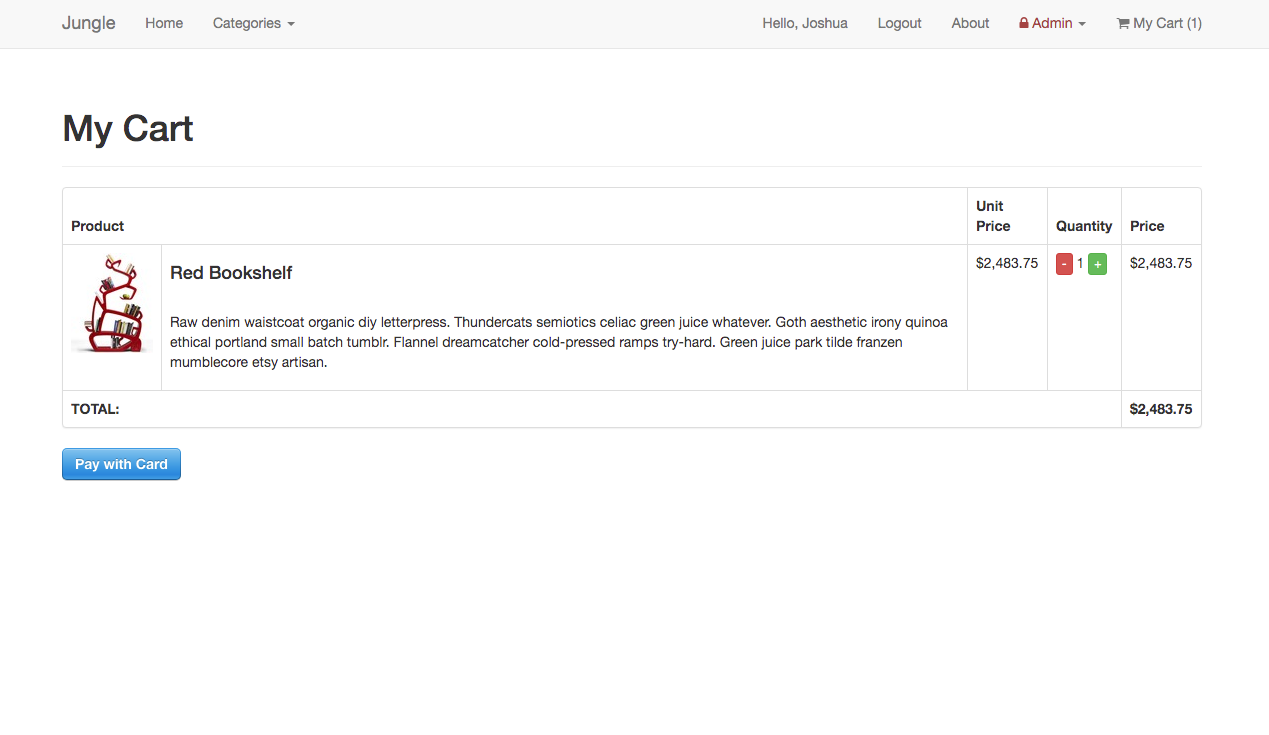 Jungle Home Categories Hello, Joshua Logout About Admin My Cart (1)
My Cart
Product Unit Price Quantity Price
Red Bookshelf $2,483.75 - 1 + $2,483.75
Raw denim waistcoat organic diy letterpress. Thundercats semiotics celiac green juice whatever. Goth aesthetic irony quinoa
ethical portland small batch tumblr. Flannel dreamcatcher cold-pressed ramps try-hard. Green juice park tilde franzen
mumblecore etsy artisan.
TOTAL: $2,483.75
Pay with Card